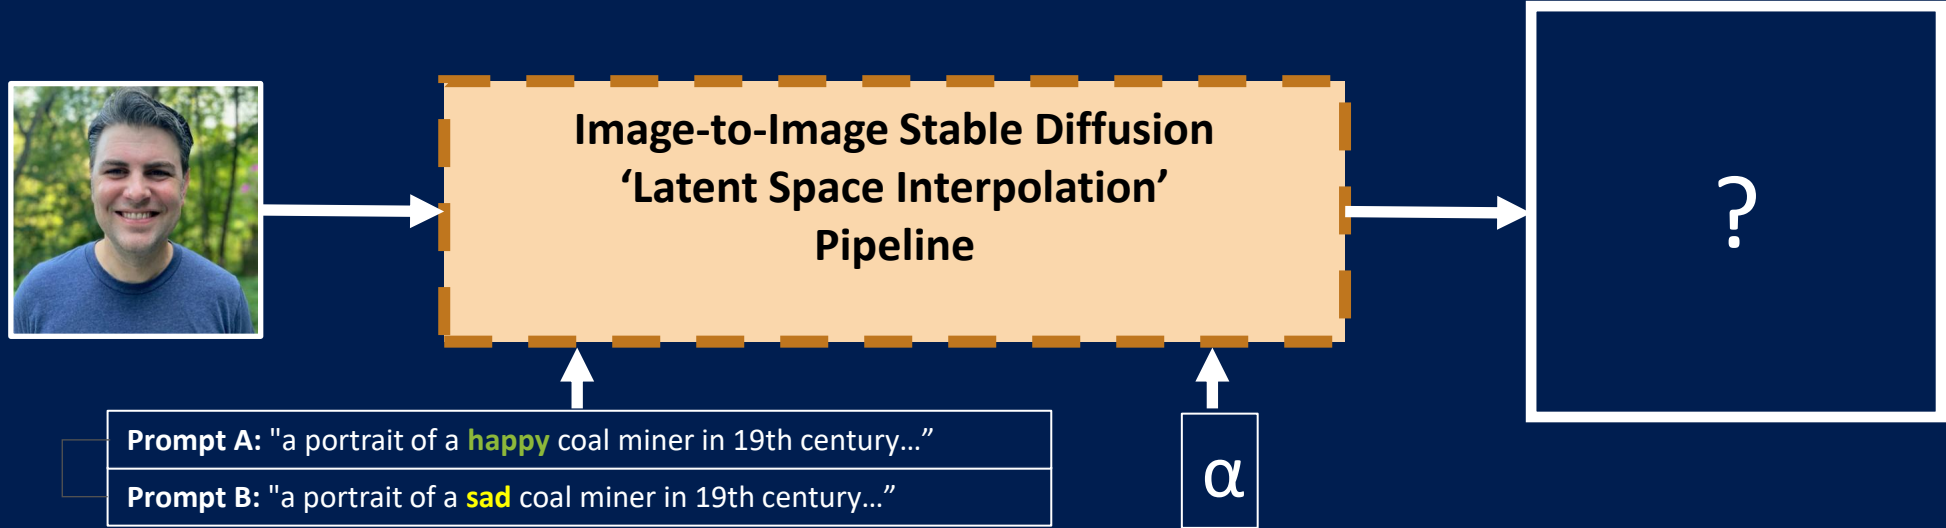 Image-to-Image Stable Diffusion
‘Latent Space Interpolation’
Pipeline
?
Prompt A: "a portrait of a happy coal miner in 19th century…”
Prompt B: "a portrait of a sad coal miner in 19th century…”
α